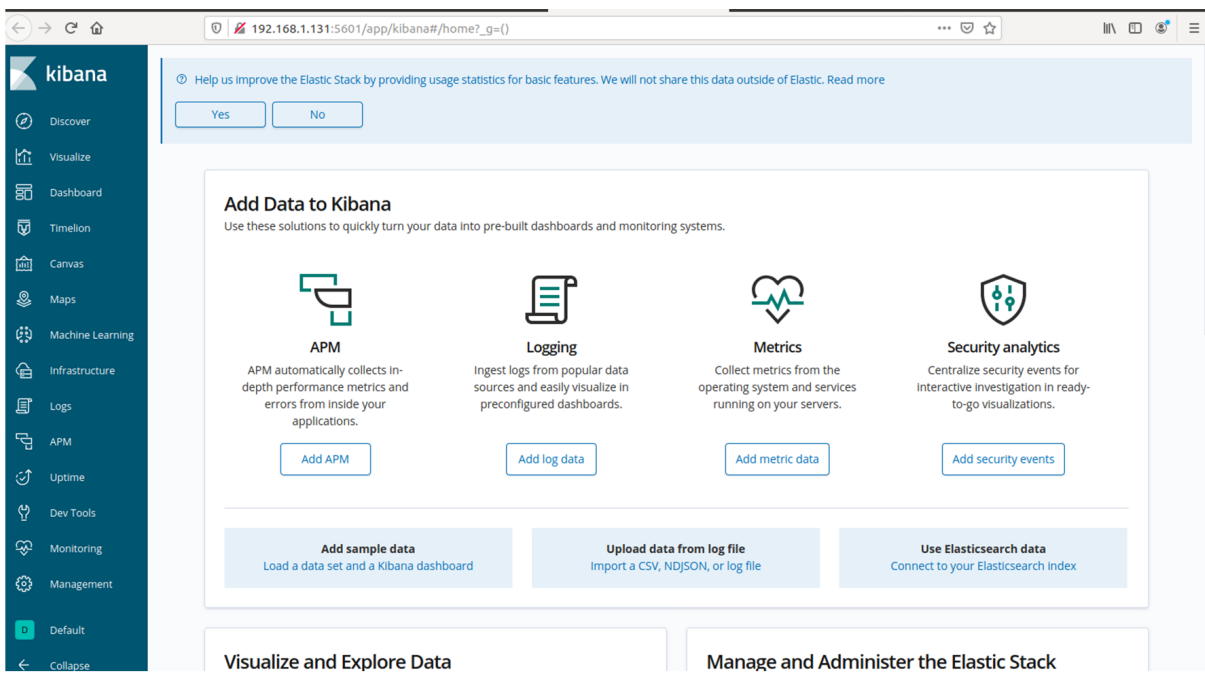 192.168.1.131:5601/app/kibana#/home?_g=()
kibana
Discover
Visualize
Dashboard
Timelion
Canvas
Maps
Machine Learning
Infrastructure
Logs
APM
Uptime
Dev Tools
Monitoring
Management
D Default
Collapse
Help us improve the Elastic Stack by providing usage statistics for basic features. We will not share this data outside of Elastic. Read more
Yes No
Add Data to Kibana
Use these solutions to quickly turn your data into pre-built dashboards and monitoring systems.
APM
APM automatically collects in-
depth performance metrics and
errors from inside your
applications.
Add APM
Logging
Ingest logs from popular data
sources and easily visualize in
preconfigured dashboards.
Add log data
Metrics
Collect metrics from the
operating system and services
running on your servers.
Add metric data
Security analytics
Centralize security events for
interactive investigation in ready-
to-go visualizations.
Add security events
Add sample data
Load a data set and a Kibana dashboard
Upload data from log file
Import a CSV, NDJSON, or log file
Use Elasticsearch data
Connect to your Elasticsearch index
Visualize and Explore Data
Manage and Administer the Elastic Stack